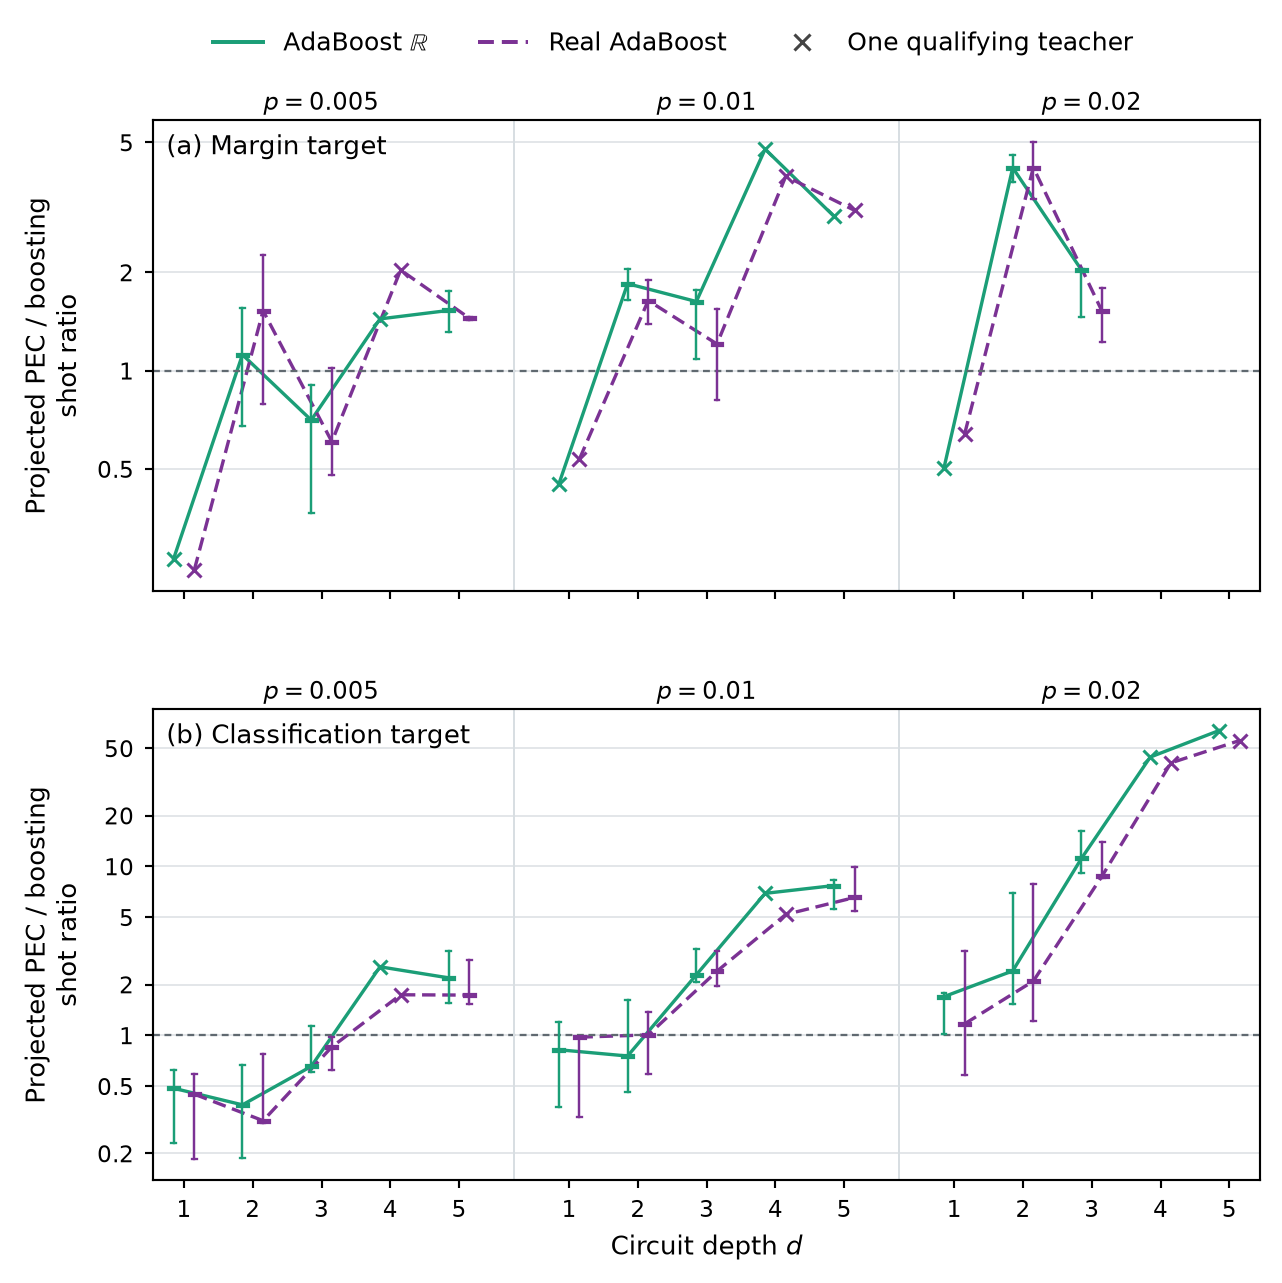 AdaBoost ℝ   Real AdaBoost   One qualifying teacher
p = 0.005   p = 0.01   p = 0.02
(a) Margin target
Projected PEC / boosting
shot ratio
5
2
1
0.5
p = 0.005   p = 0.01   p = 0.02
(b) Classification target
Projected PEC / boosting
shot ratio
50
20
10
5
2
1
0.5
0.2
1 2 3 4 5 1 2 3 4 5 1 2 3 4 5
Circuit depth d